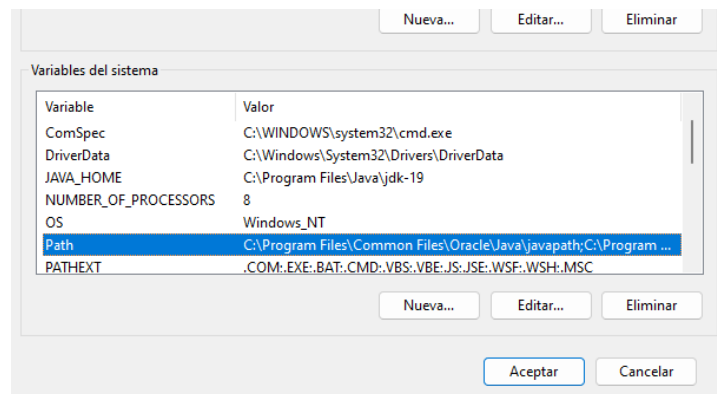 Nueva... Editar... Eliminar
Variables del sistema
Variable Valor
ComSpec C:\WINDOWS\system32\cmd.exe
DriverData C:\Windows\System32\Drivers\DriverData
JAVA_HOME C:\Program Files\Java\jdk-19
NUMBER_OF_PROCESSORS 8
OS Windows_NT
Path C:\Program Files\Common Files\Oracle\Java\javapath;C:\Program ...
PATHEXT .COM;.EXE;.BAT;.CMD;.VBS;.VBE;.JS;.JSE;.WSF;.WSH;.MSC
Nueva... Editar... Eliminar
Aceptar Cancelar